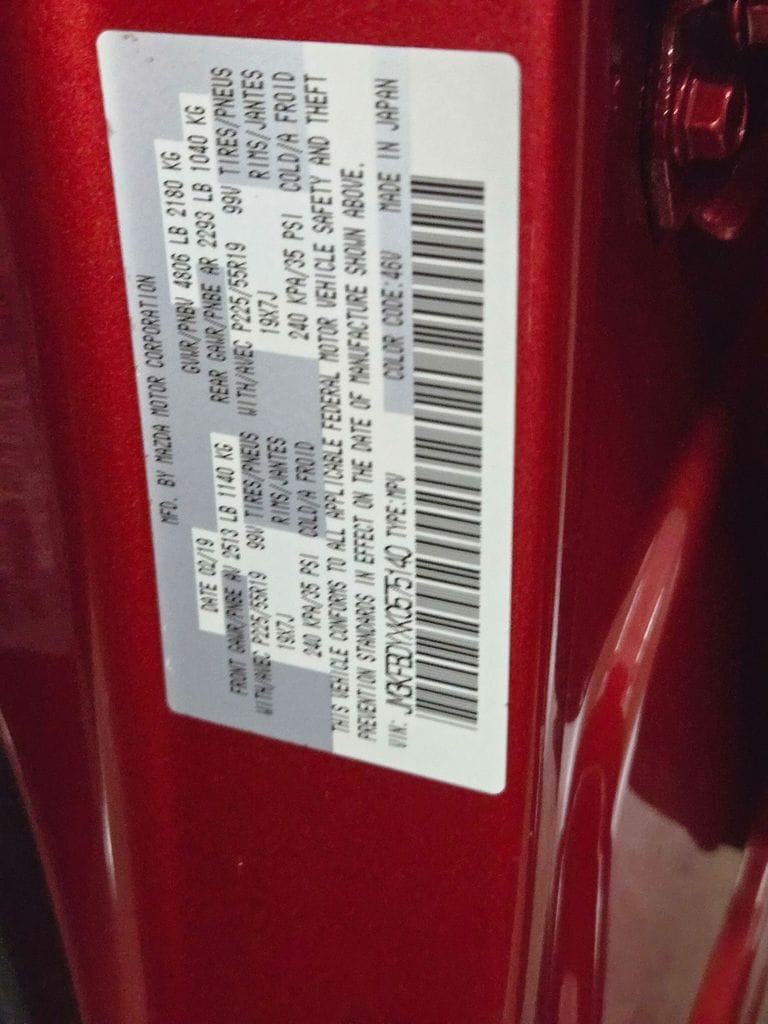 MFD. BY MAZDA MOTOR CORPORATION
DATE 02/19 GVWR/PNBV 4806 LB 2180 KG
FRONT GAWR/PNBE AV 2513 LB 1140 KG REAR GAWR/PNBE AR 2293 LB 1040 KG
WITH/AVEC P225/55R19 99V TIRES/PNEUS WITH/AVEC P225/55R19 99V TIRES/PNEUS
19X7J RIMS/JANTES 19X7J RIMS/JANTES
240 KPA/35 PSI COLD/A FROID 240 KPA/35 PSI COLD/A FROID
THIS VEHICLE CONFORMS TO ALL APPLICABLE FEDERAL MOTOR VEHICLE SAFETY AND THEFT
PREVENTION STANDARDS IN EFFECT ON THE DATE OF MANUFACTURE SHOWN ABOVE.
VIN: JM3KFBDYXK0575140 TYPE:MPV COLOR CODE:46V MADE IN JAPAN